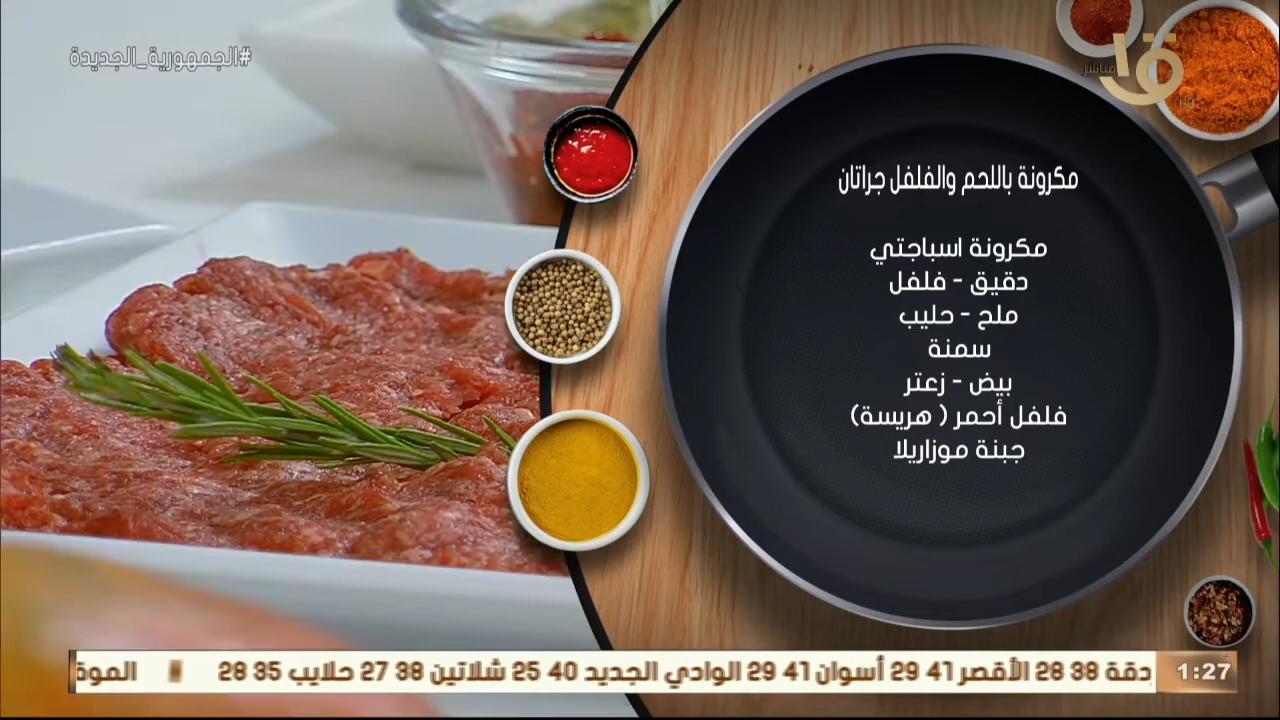 #الجمهورية_الجديدة
مباشر
HD
مكرونة باللحم والفلفل جراتان
مكرونة اسباجتي
دقيق - فلفل
ملح - حليب
سمنة
بيض - زعتر
فلفل أحمر ( هريسة)
جبنة موزاريلا
1:27
دقة 38 28 الأقصر 41 29 أسوان 41 29 الوادي الجديد 40 25 شلاتين 38 27 حلايب 35 28